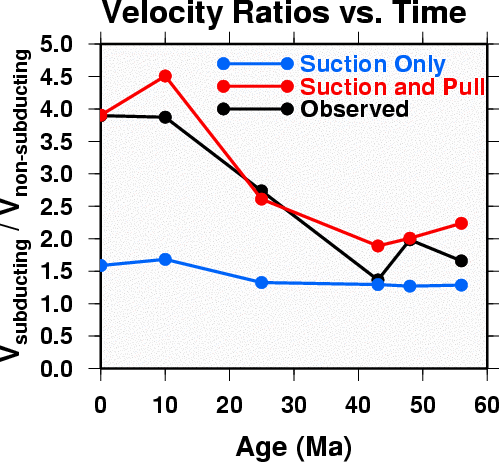 Velocity Ratios vs. Time
Suction Only
Suction and Pull
Observed
5.0
4.5
4.0
3.5
3.0
2.5
2.0
1.5
1.0
0.5
0.0
Vsubducting / Vnon-subducting
0 10 20 30 40 50 60
Age (Ma)